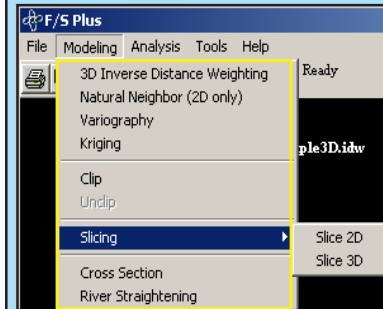 F/S Plus
File Modeling Analysis Tools Help
3D Inverse Distance Weighting
Ready
Natural Neighbor (2D only)
Variography
Kriging
ple3D.idw
Clip
Unclip
Slicing
Slice 2D
Slice 3D
Cross Section
River Straightening